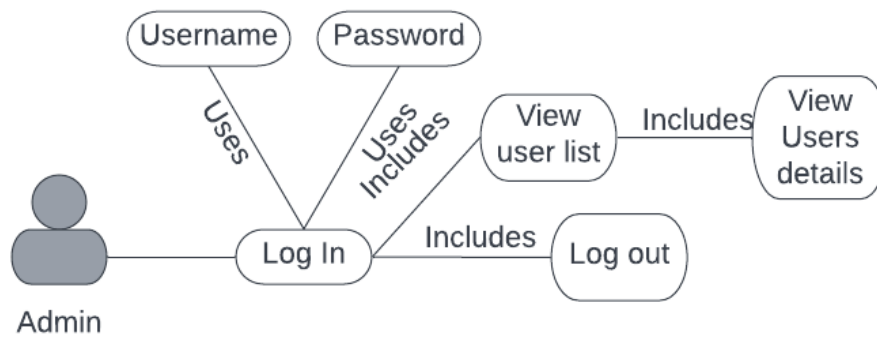 Username
Password
Uses
Uses
Includes
View
user list
Includes
View
Users
details
Log In
Includes
Log out
Admin